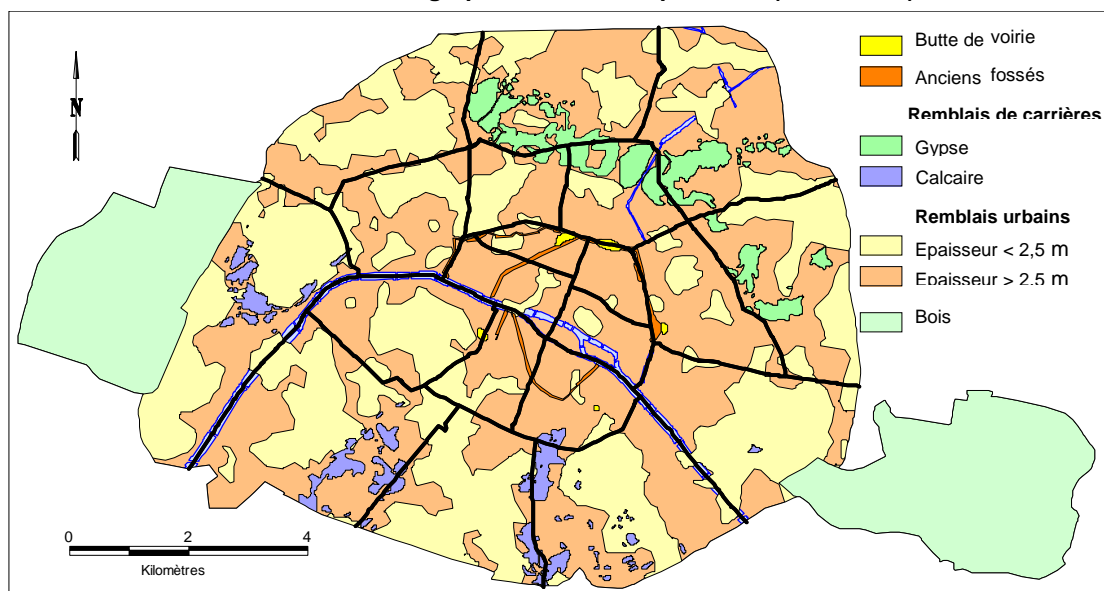 N
Butte de voirie
Anciens fossés
Remblais de carrières
Gypse
Calcaire
Remblais urbains
Epaisseur < 2,5 m
Epaisseur > 2,5 m
Bois
0 2 4
Kilomètres